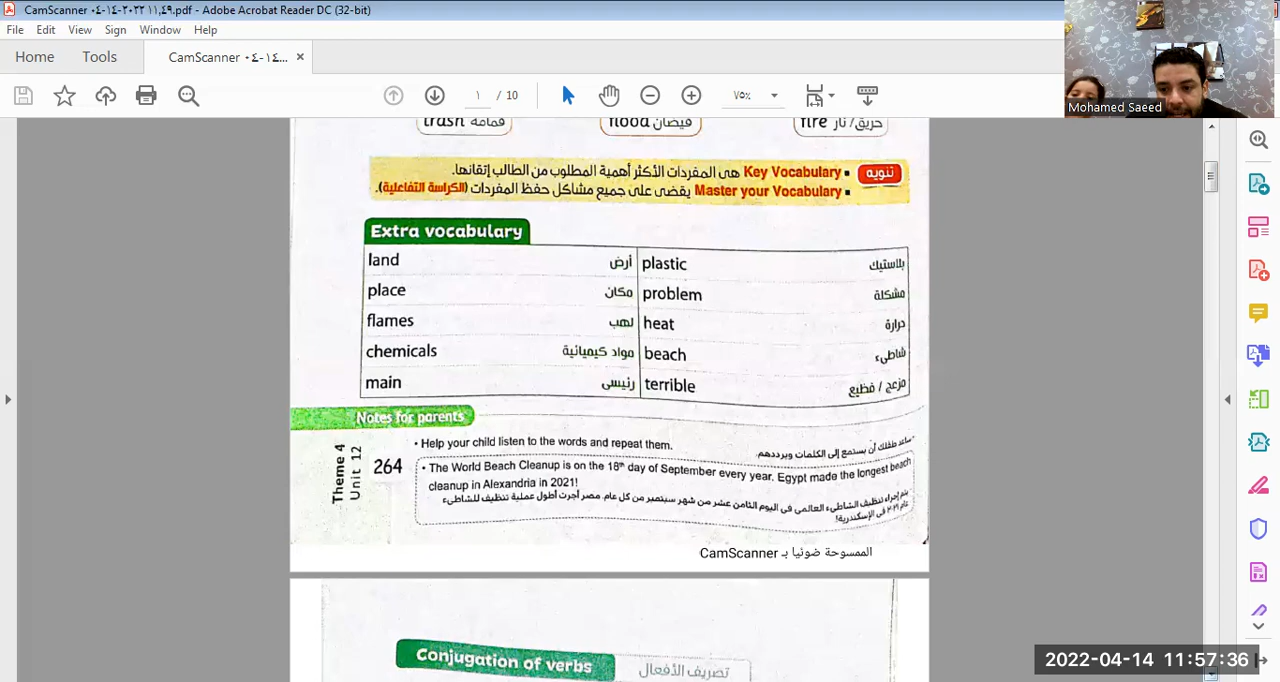 CamScanner ٠٤-١٤-٢٠٢٢ ١١,٤٩.pdf - Adobe Acrobat Reader DC (32-bit)
File Edit View Sign Window Help
Home Tools CamScanner ٠٤-١٤... ×
/ 10 ٧٥%
Mohamed Saeed
trash قمامة flood فيضان fire حريق/ نار
تنويه ▪ Key Vocabulary هى المفردات الأكثر أهمية المطلوب من الطالب إتقانها.
▪ Master your Vocabulary يقضى على جميع مشاكل حفظ المفردات (الكراسة التفاعلية).
Extra vocabulary
land أرض plastic بلاستيك
place مكان problem مشكلة
flames لهب heat حرارة
chemicals مواد كيميائية beach شاطىء
main رئيسى terrible مزعج / فظيع
Notes for parents
• Help your child listen to the words and repeat them.
ساعد طفلك أن يستمع إلى الكلمات ويرددهم.
• The World Beach Cleanup is on the 18th day of September every year. Egypt made the longest beach
cleanup in Alexandria in 2021!
يتم إجراء تنظيف الشاطىء العالمى فى اليوم الثامن عشر من شهر سبتمبر من كل عام. مصر أجرت أطول عملية تنظيف للشاطىء
عام ٢٠٢١ فى الإسكندرية!
Theme 4
Unit 12
264
الممسوحة ضوئيا بـ CamScanner
Conjugation of verbs تصريف الأفعال
2022-04-14 11:57:36